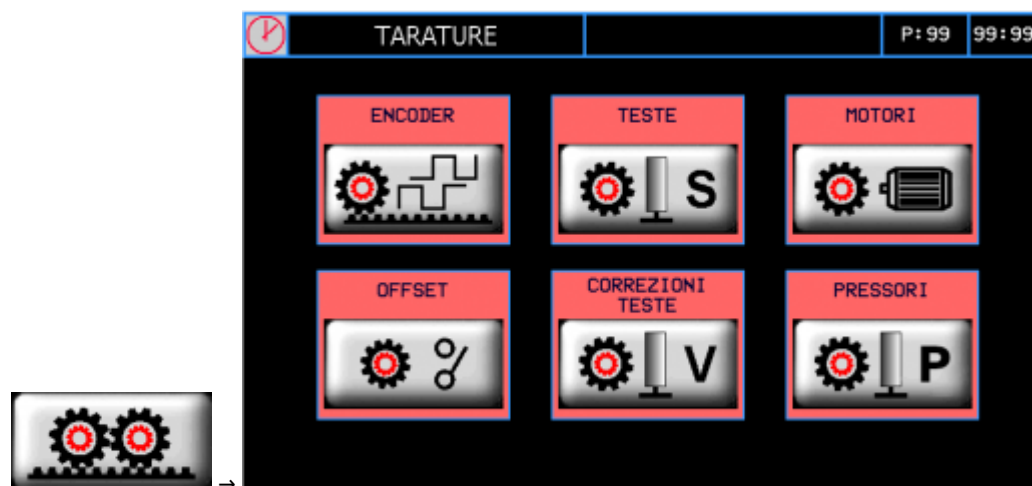 TARATURE P:99 99:99
ENCODER TESTE MOTORI
S
OFFSET CORREZIONI TESTE PRESSORI
V P